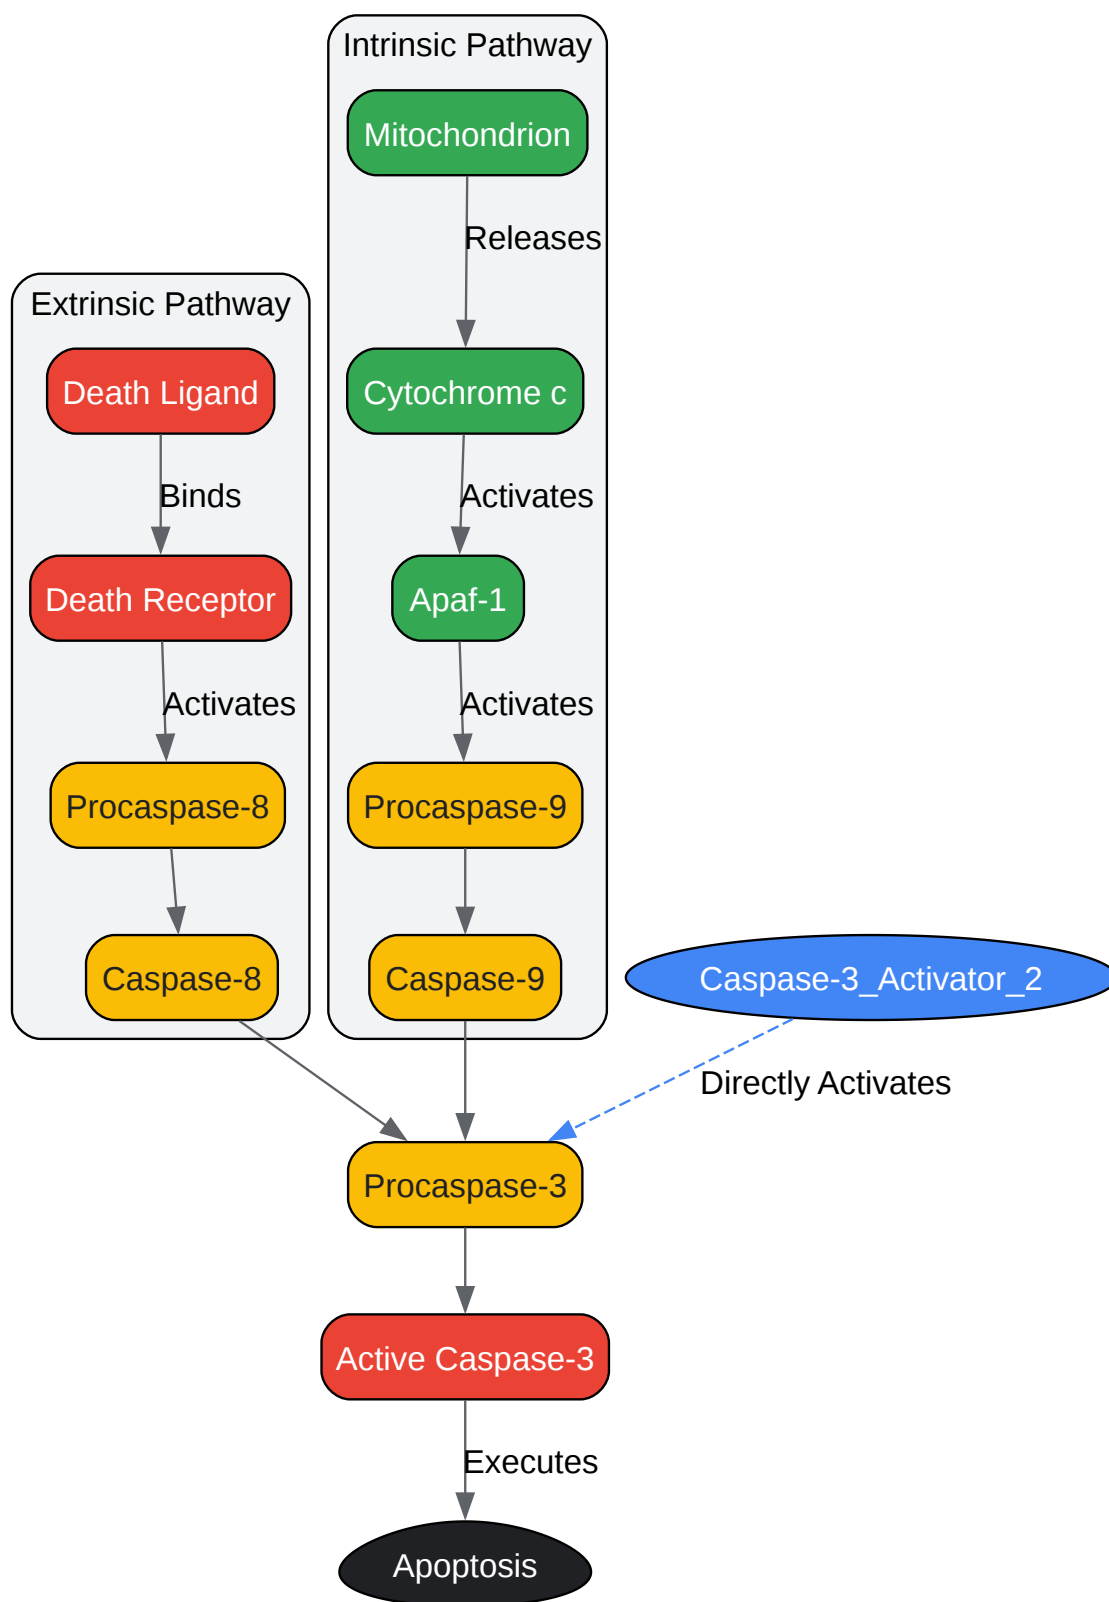 Intrinsic Pathway
Mitochondrion
Releases
Extrinsic Pathway
Death Ligand
Cytochrome c
Binds
Activates
Death Receptor
Apaf-1
Activates
Activates
Procaspase-8
Procaspase-9
Caspase-8
Caspase-9
Caspase-3_Activator_2
Directly Activates
Procaspase-3
Active Caspase-3
Executes
Apoptosis